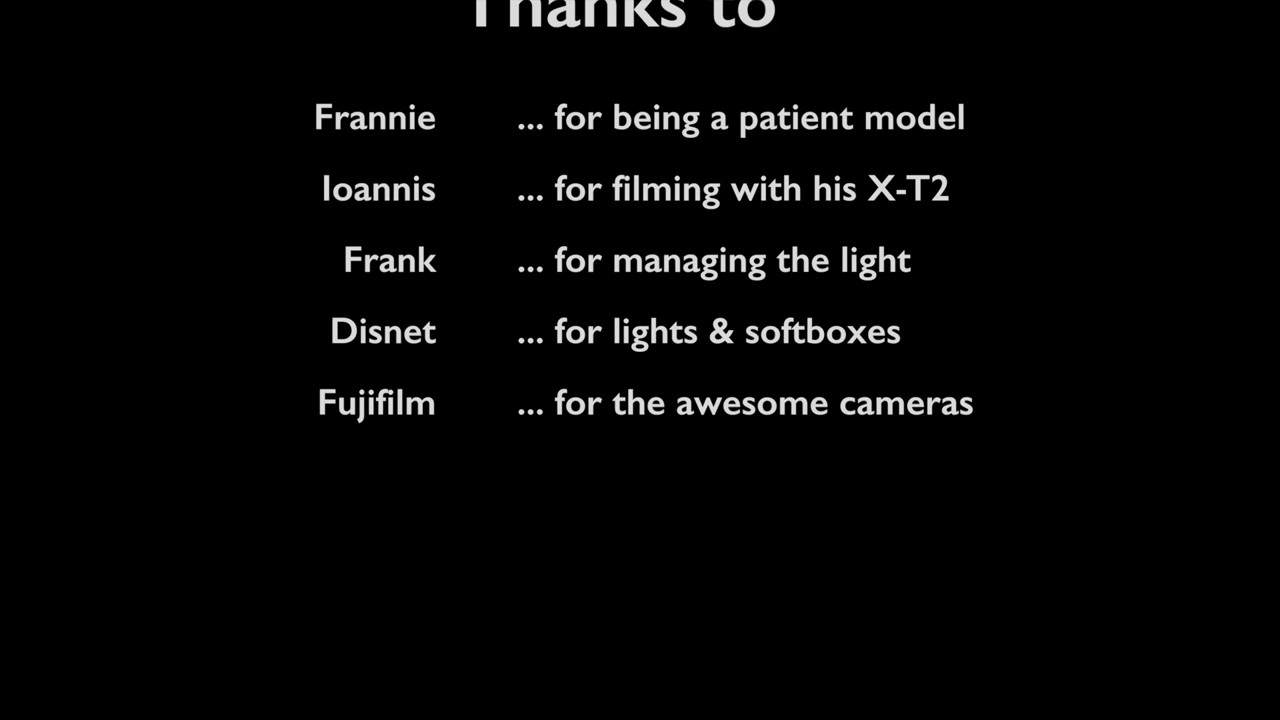 Thanks to
Frannie ... for being a patient model
Ioannis ... for filming with his X-T2
Frank ... for managing the light
Disnet ... for lights & softboxes
Fujifilm ... for the awesome cameras